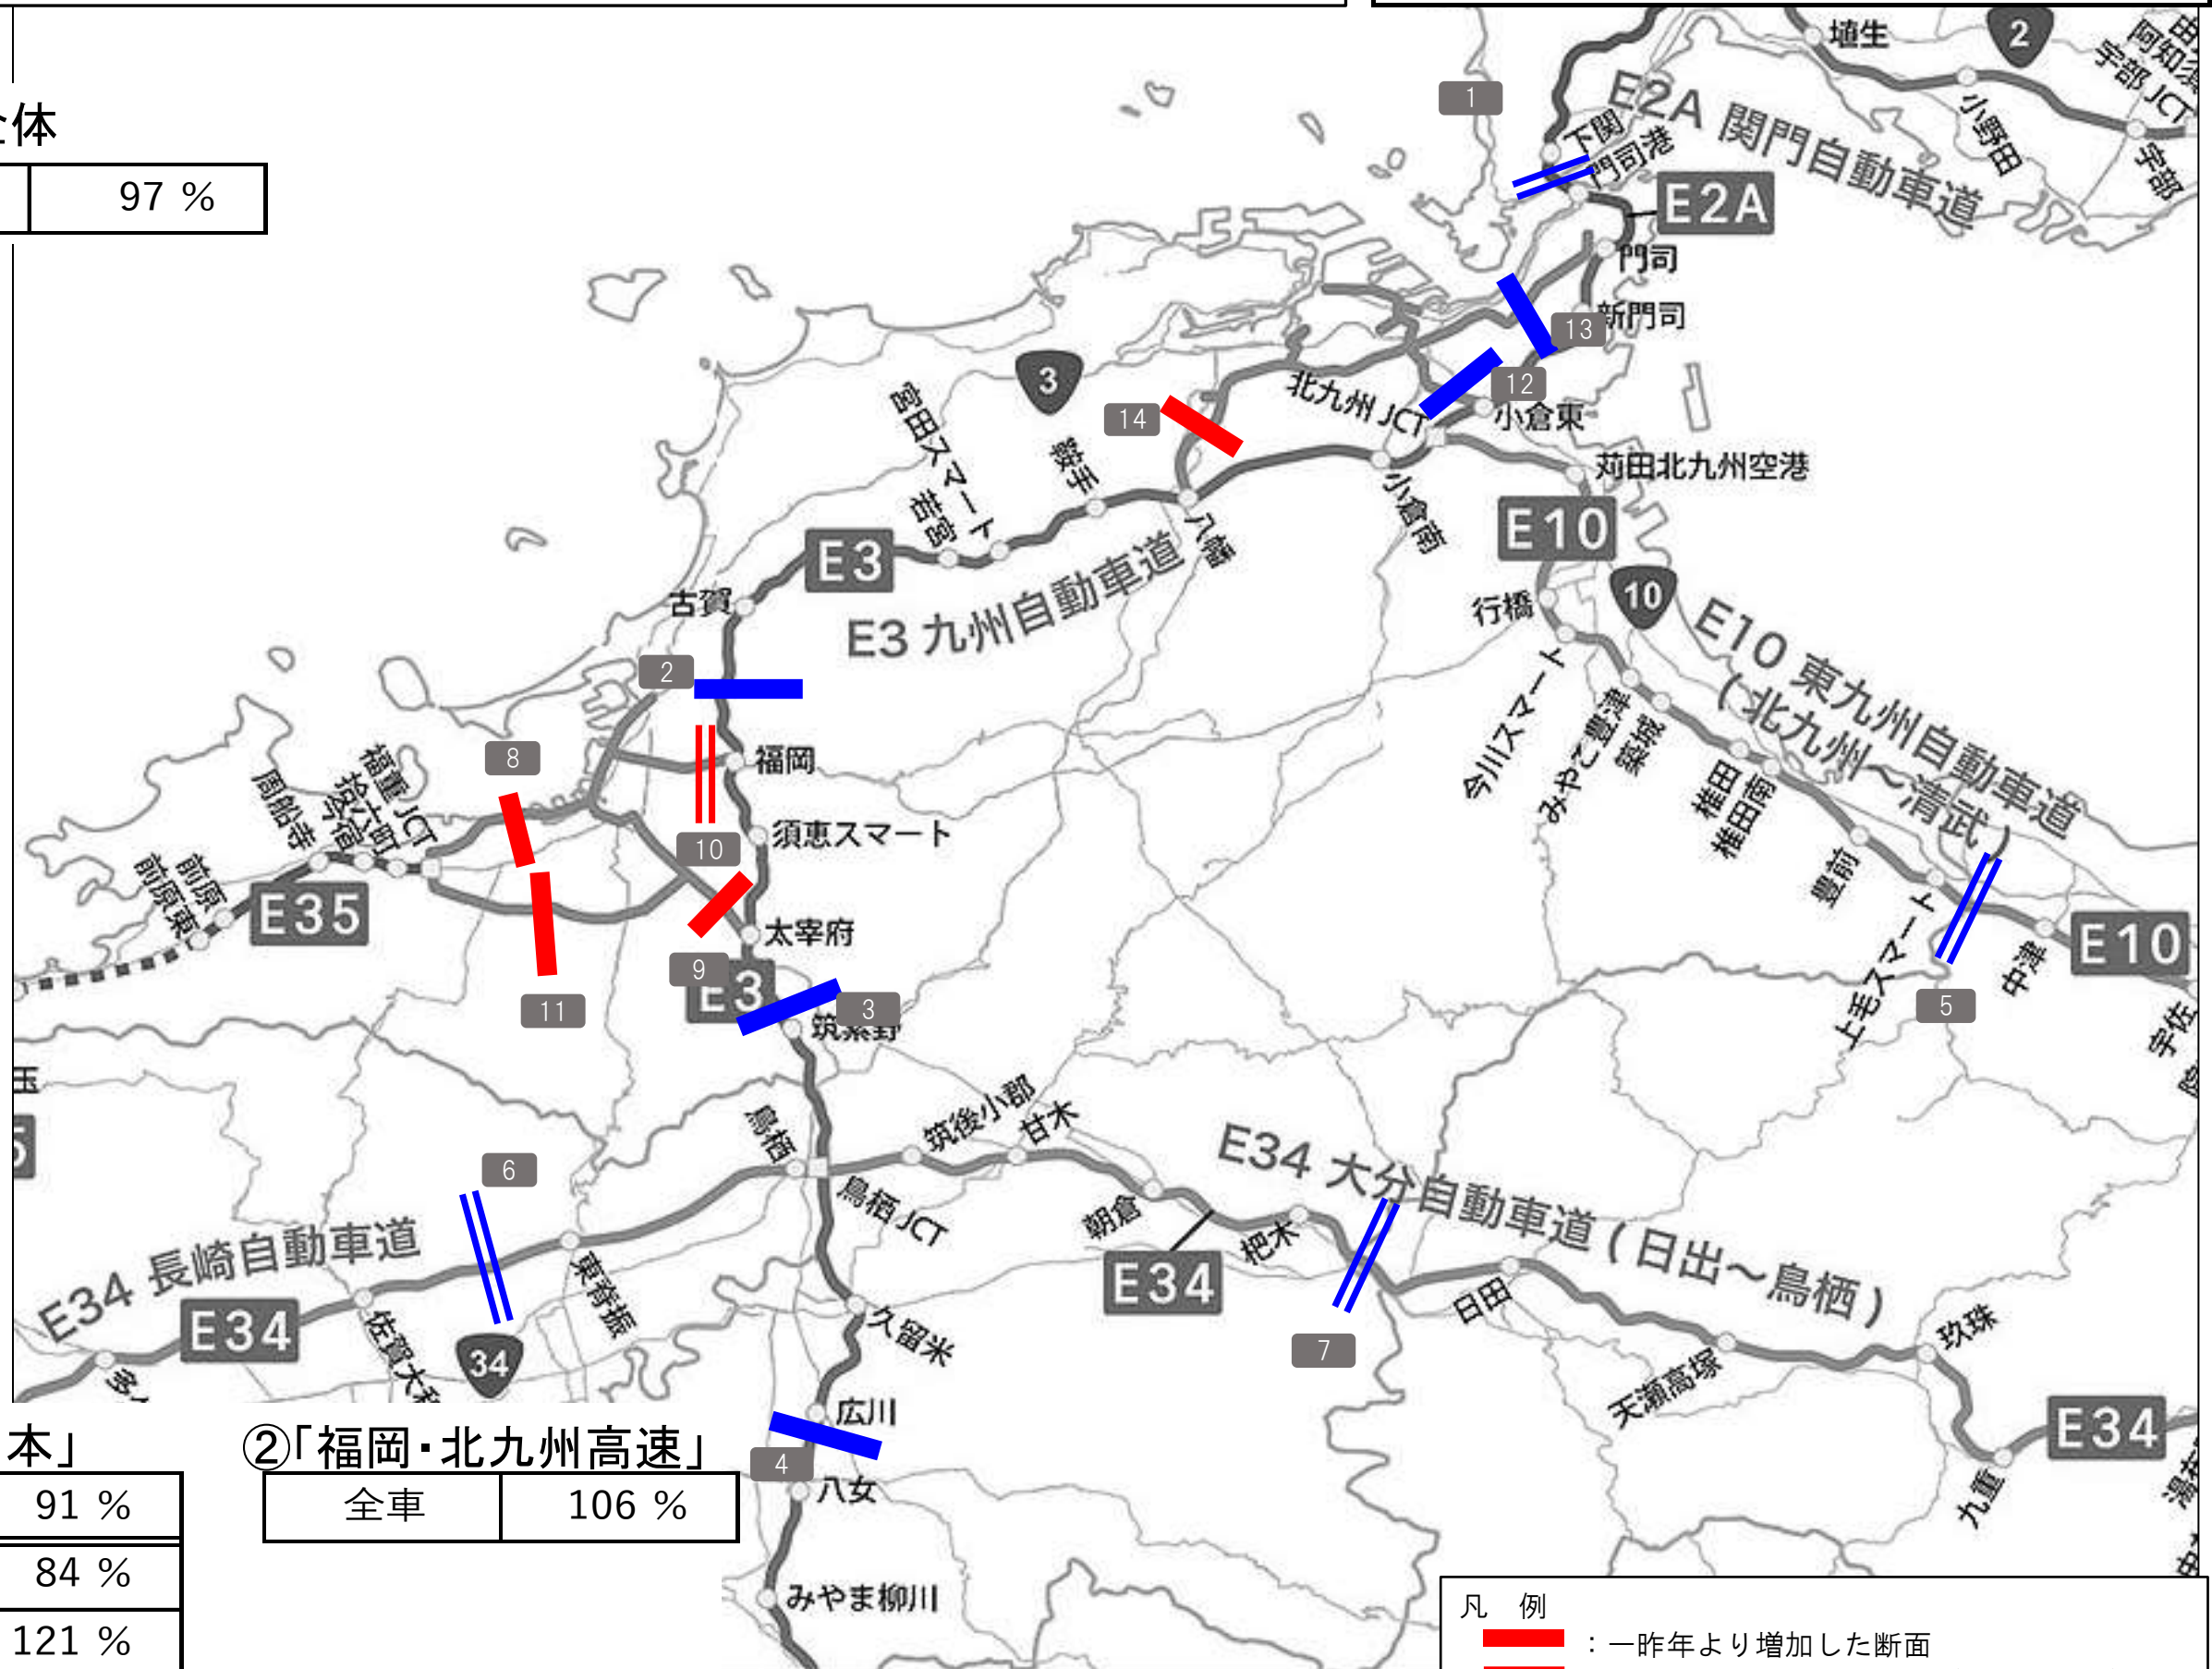 全体
97 %
1
下関
門司港
E2A 関門自動車道
埴生
2
小野田
宇部 JCT
宇部
E2A
門司
新門司
13
12
3
14
北九州 JCT
小倉東
苅田北九州空港
宮田スマート
若宮
鞍手
八幡
小倉南
E10
E3
古賀
E3 九州自動車道
行橋
10
E10 東九州自動車道
(北九州～清武)
今川スマート
みやこ豊津
築城
椎田
椎田南
豊前
上毛スマート
中津
E10
宇佐
5
2
福岡
8
福重 JCT
拾六町
今宿
周船寺
前原
前原東
E35
10
須恵スマート
太宰府
9
E3
3
筑紫野
11
玉
5
鳥栖
筑後小郡
甘木
鳥栖 JCT
朝倉
杷木
E34 大分自動車道 (日出～鳥栖)
E34
7
日田
天瀬高塚
玖珠
九重
E34
6
E34 長崎自動車道
E34
東脊振
34
久留米
広川
4
八女
みやま柳川
本」
91 %
84 %
121 %
②「福岡・北九州高速」
全車
106 %
凡 例
：一昨年より増加した断面